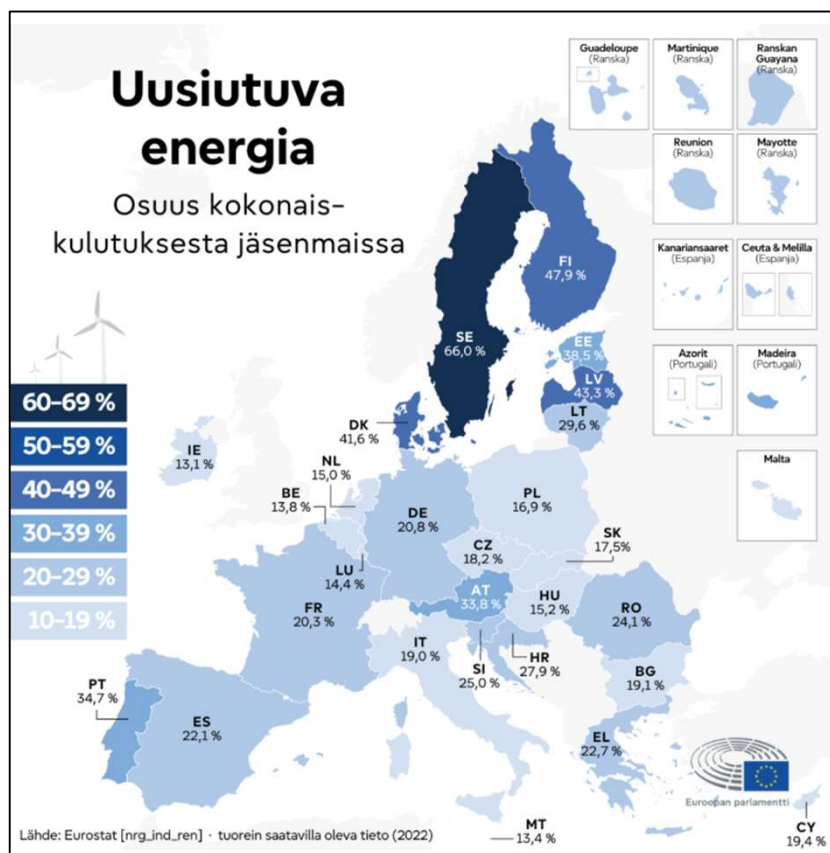 Uusiutuva
energia
Osuus kokonais-
kulutuksesta jäsenmaissa
Guadeloupe
(Ranska)
Martinique
(Ranska)
Ranskan
Guayana
(Ranska)
Reunion
(Ranska)
Mayotte
(Ranska)
Kanariansaaret
(Espanja)
Ceuta & Melilla
(Espanja)
Azorit
(Portugali)
Madeira
(Portugali)
Malta
60–69 %
50–59 %
40–49 %
30–39 %
20–29 %
10–19 %
FI
47,9 %
SE
66,0 %
EE
38,5 %
LV
43,3 %
LT
29,6 %
DK
41,6 %
IE
13,1 %
NL
15,0 %
BE
13,8 %
DE
20,8 %
PL
16,9 %
SK
17,5%
CZ
18,2 %
LU
14,4 %
AT
33,8 %
HU
15,2 %
RO
24,1 %
FR
20,3 %
IT
19,0 %
SI
25,0 %
HR
27,9 %
BG
19,1 %
PT
34,7 %
ES
22,1 %
EL
22,7 %
Euroopan parlamentti
MT
13,4 %
CY
19,4 %
Lähde: Eurostat [nrg_ind_ren] · tuorein saatavilla oleva tieto (2022)